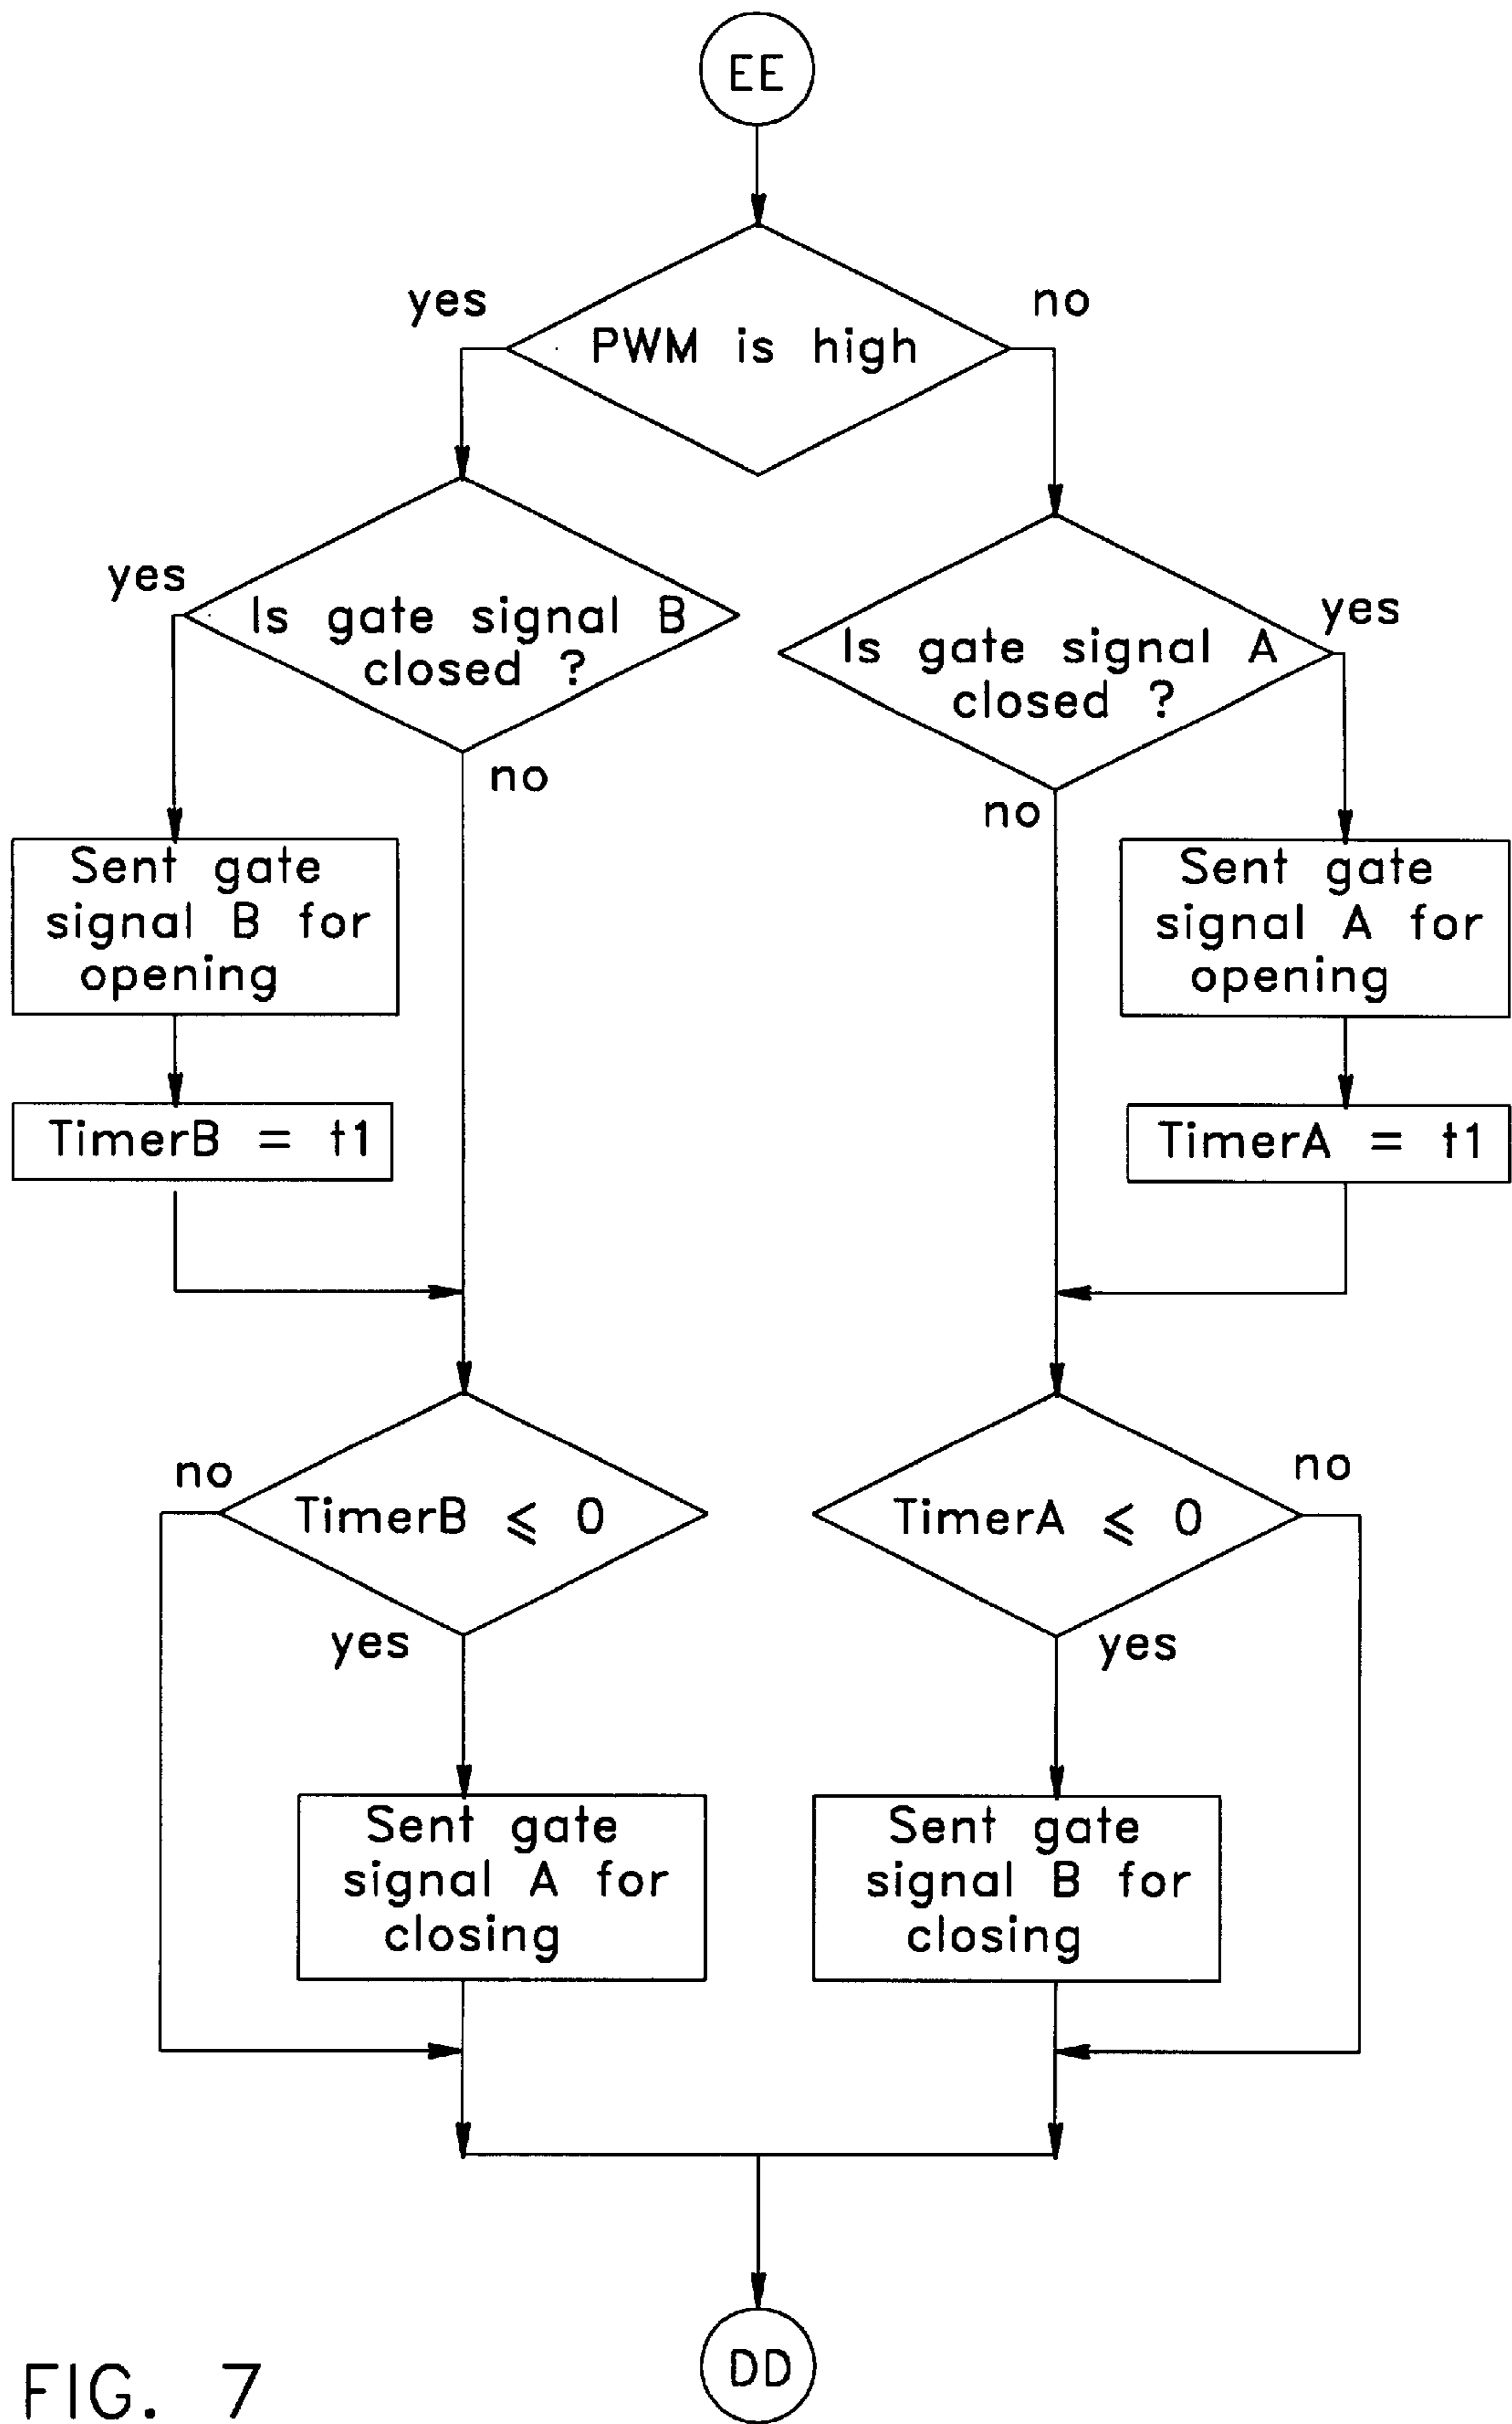 EE
yes
no
PWM is high
yes
Is gate signal B
closed ?
no
yes
Is gate signal A
closed ?
no
Sent gate
signal B for
opening
Sent gate
signal A for
opening
TimerB = t1
TimerA = t1
no
TimerB ⩽ 0
yes
no
TimerA ⩽ 0
yes
Sent gate
signal A for
closing
Sent gate
signal B for
closing
DD
FIG. 7